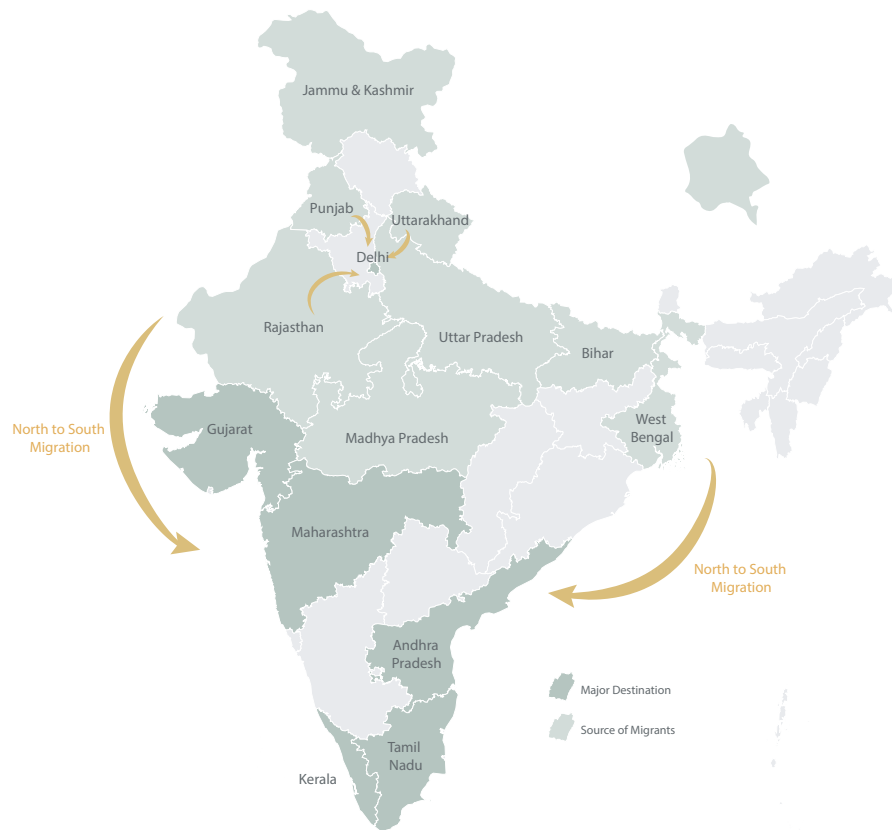 Jammu & Kashmir
Punjab
Uttarakhand
Delhi
Rajasthan
Uttar Pradesh
Bihar
North to South
Migration
Gujarat
Madhya Pradesh
West
Bengal
Maharashtra
North to South
Migration
Andhra
Pradesh
Major Destination
Source of Migrants
Tamil
Nadu
Kerala